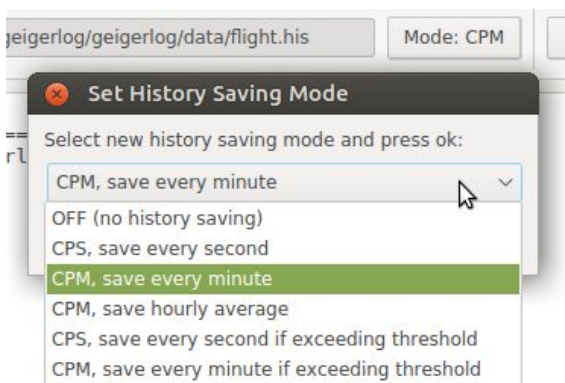 geigerlog/geigerlog/data/flight.his Mode: CPM
Set History Saving Mode
==
Select new history saving mode and press ok:
rl
CPM, save every minute
OFF (no history saving)
CPS, save every second
CPM, save every minute
CPM, save hourly average
CPS, save every second if exceeding threshold
CPM, save every minute if exceeding threshold